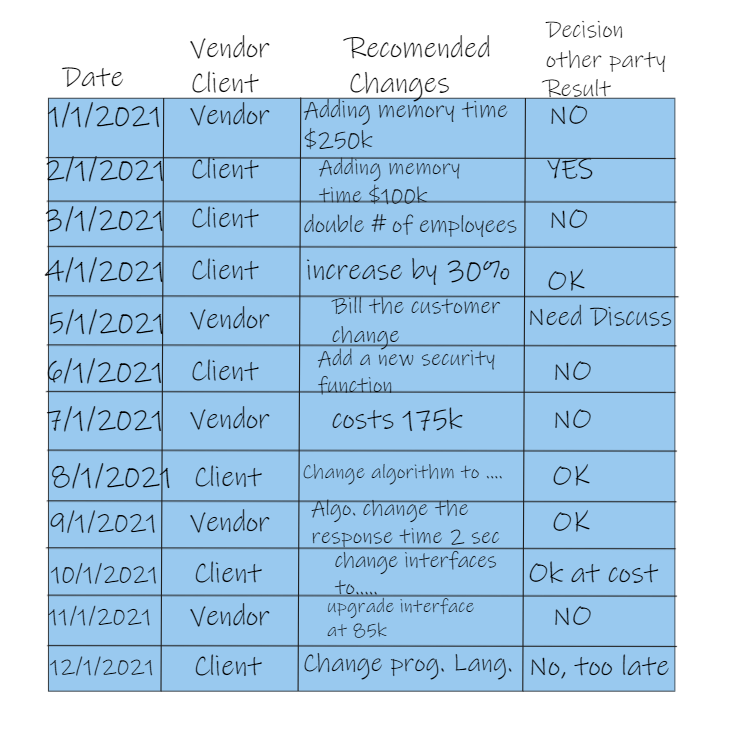 Date
Vendor
Client
Recomended
Changes
Decision
other party
Result
1/1/2021 Vendor Adding memory time NO
$250k
2/1/2021 Client Adding memory YES
time $100k
3/1/2021 Client double # of employees NO
4/1/2021 Client increase by 30% OK
5/1/2021 Vendor Bill the customer Need Discuss
change
6/1/2021 Client Add a new security NO
function
7/1/2021 Vendor costs 175k NO
8/1/2021 Client Change algorithm to .... OK
9/1/2021 Vendor Algo. change the OK
response time 2 sec
10/1/2021 Client change interfaces Ok at cost
to.....
11/1/2021 Vendor upgrade interface NO
at 85k
12/1/2021 Client Change prog. Lang. No, too late